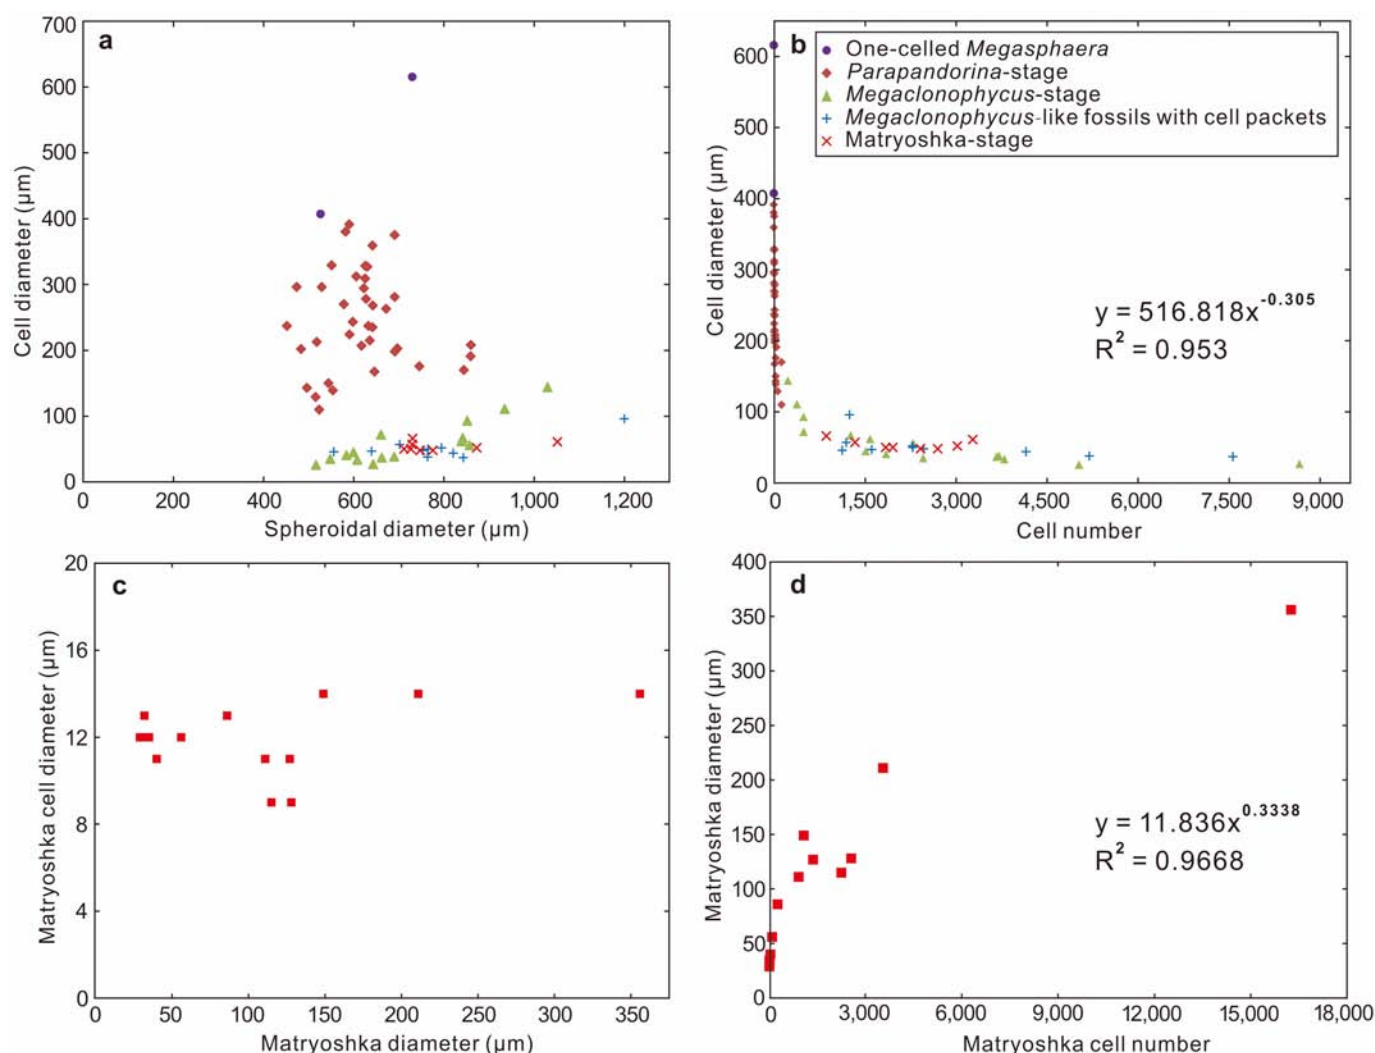 a
700
600
500
400
300
200
100
0
Cell diameter (μm)
0 200 400 600 800 1,000 1,200
Spheroidal diameter (μm)
b
One-celled Megasphaera
Parapandorina-stage
Megaclonophycus-stage
Megaclonophycus-like fossils with cell packets
Matryoshka-stage
600
500
400
300
200
100
0
Cell diameter (μm)
y = 516.818x^-0.305
R² = 0.953
0 1,500 3,000 4,500 6,000 7,500 9,000
Cell number
c
20
16
12
8
4
0
Matryoshka cell diameter (μm)
0 50 100 150 200 250 300 350
Matryoshka diameter (μm)
d
400
350
300
250
200
150
100
50
0
Matryoshka diameter (μm)
y = 11.836x^0.3338
R² = 0.9668
0 3,000 6,000 9,000 12,000 15,000 18,000
Matryoshka cell number